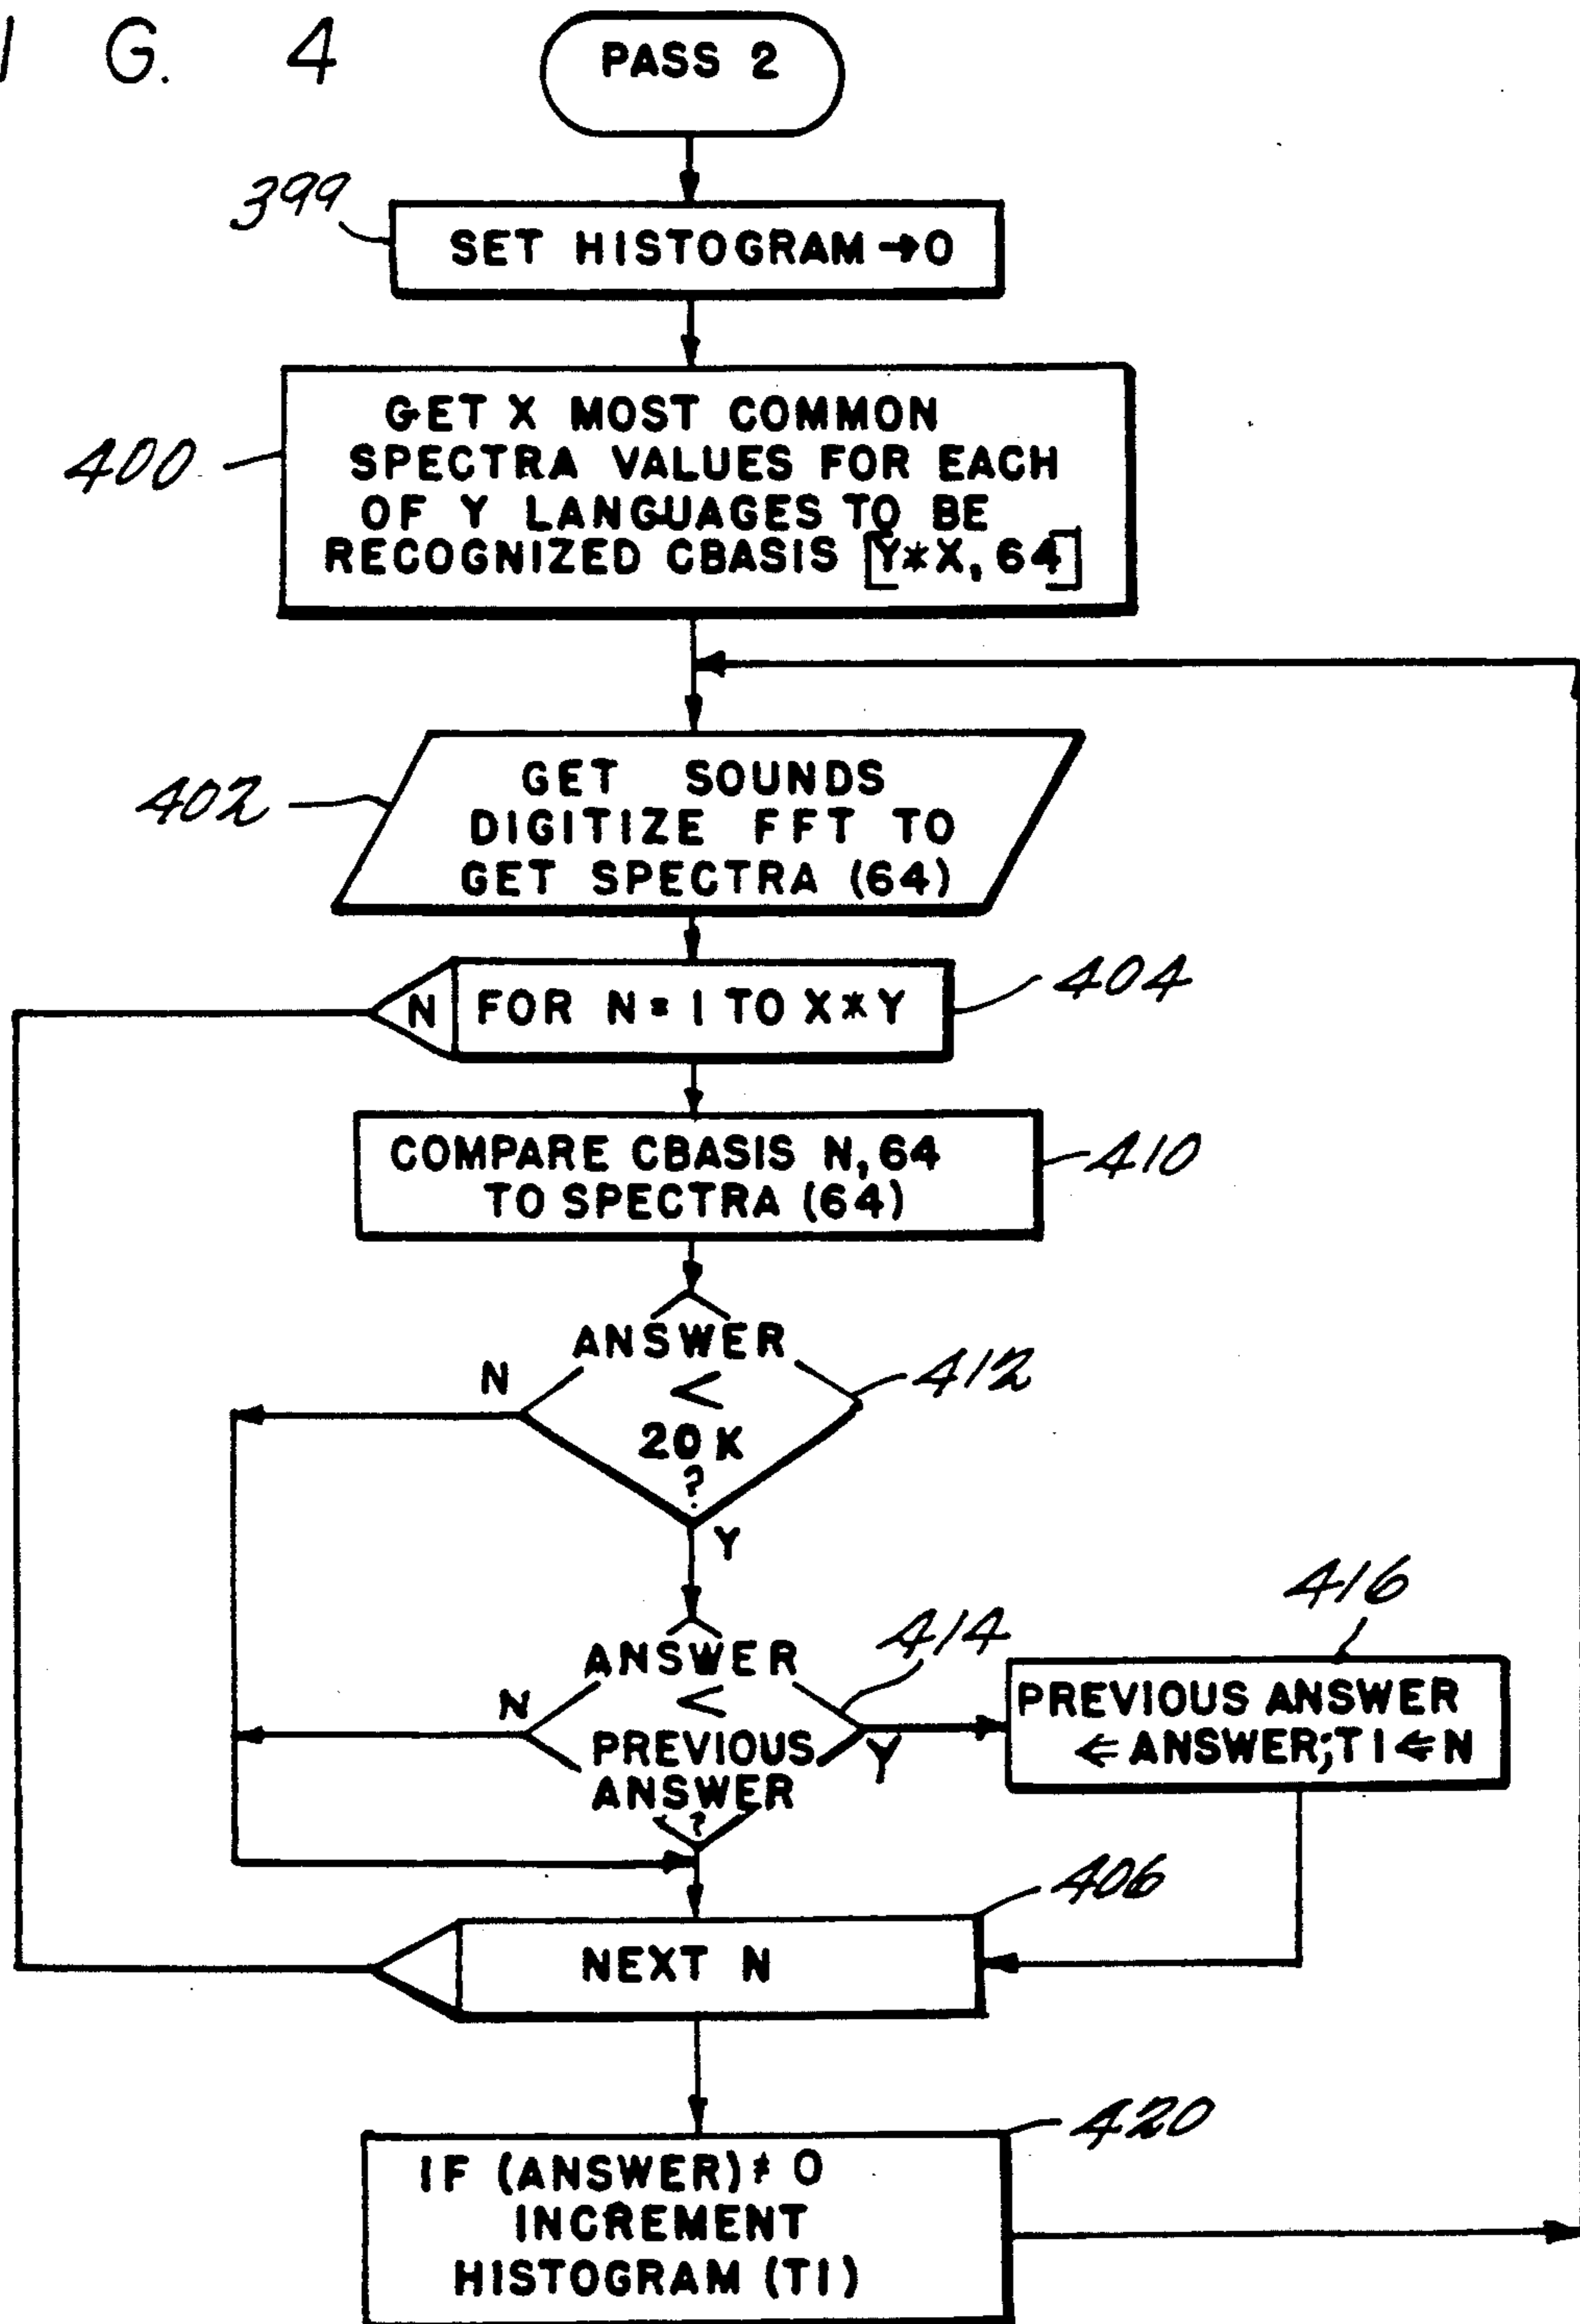 I G. 4
PASS 2
399
SET HISTOGRAM → 0
400
GET X MOST COMMON
SPECTRA VALUES FOR EACH
OF Y LANGUAGES TO BE
RECOGNIZED CBASIS [Y*X, 64]
402
GET SOUNDS
DIGITIZE FFT TO
GET SPECTRA (64)
N
FOR N = 1 TO X*Y
404
COMPARE CBASIS N, 64
TO SPECTRA (64)
410
ANSWER
<
20 K
?
N
412
Y
ANSWER
<
PREVIOUS
ANSWER
?
N
414
Y
416
PREVIOUS ANSWER
⇐ ANSWER; T1 ⇐ N
406
NEXT N
420
IF (ANSWER) ≠ 0
INCREMENT
HISTOGRAM (T1)